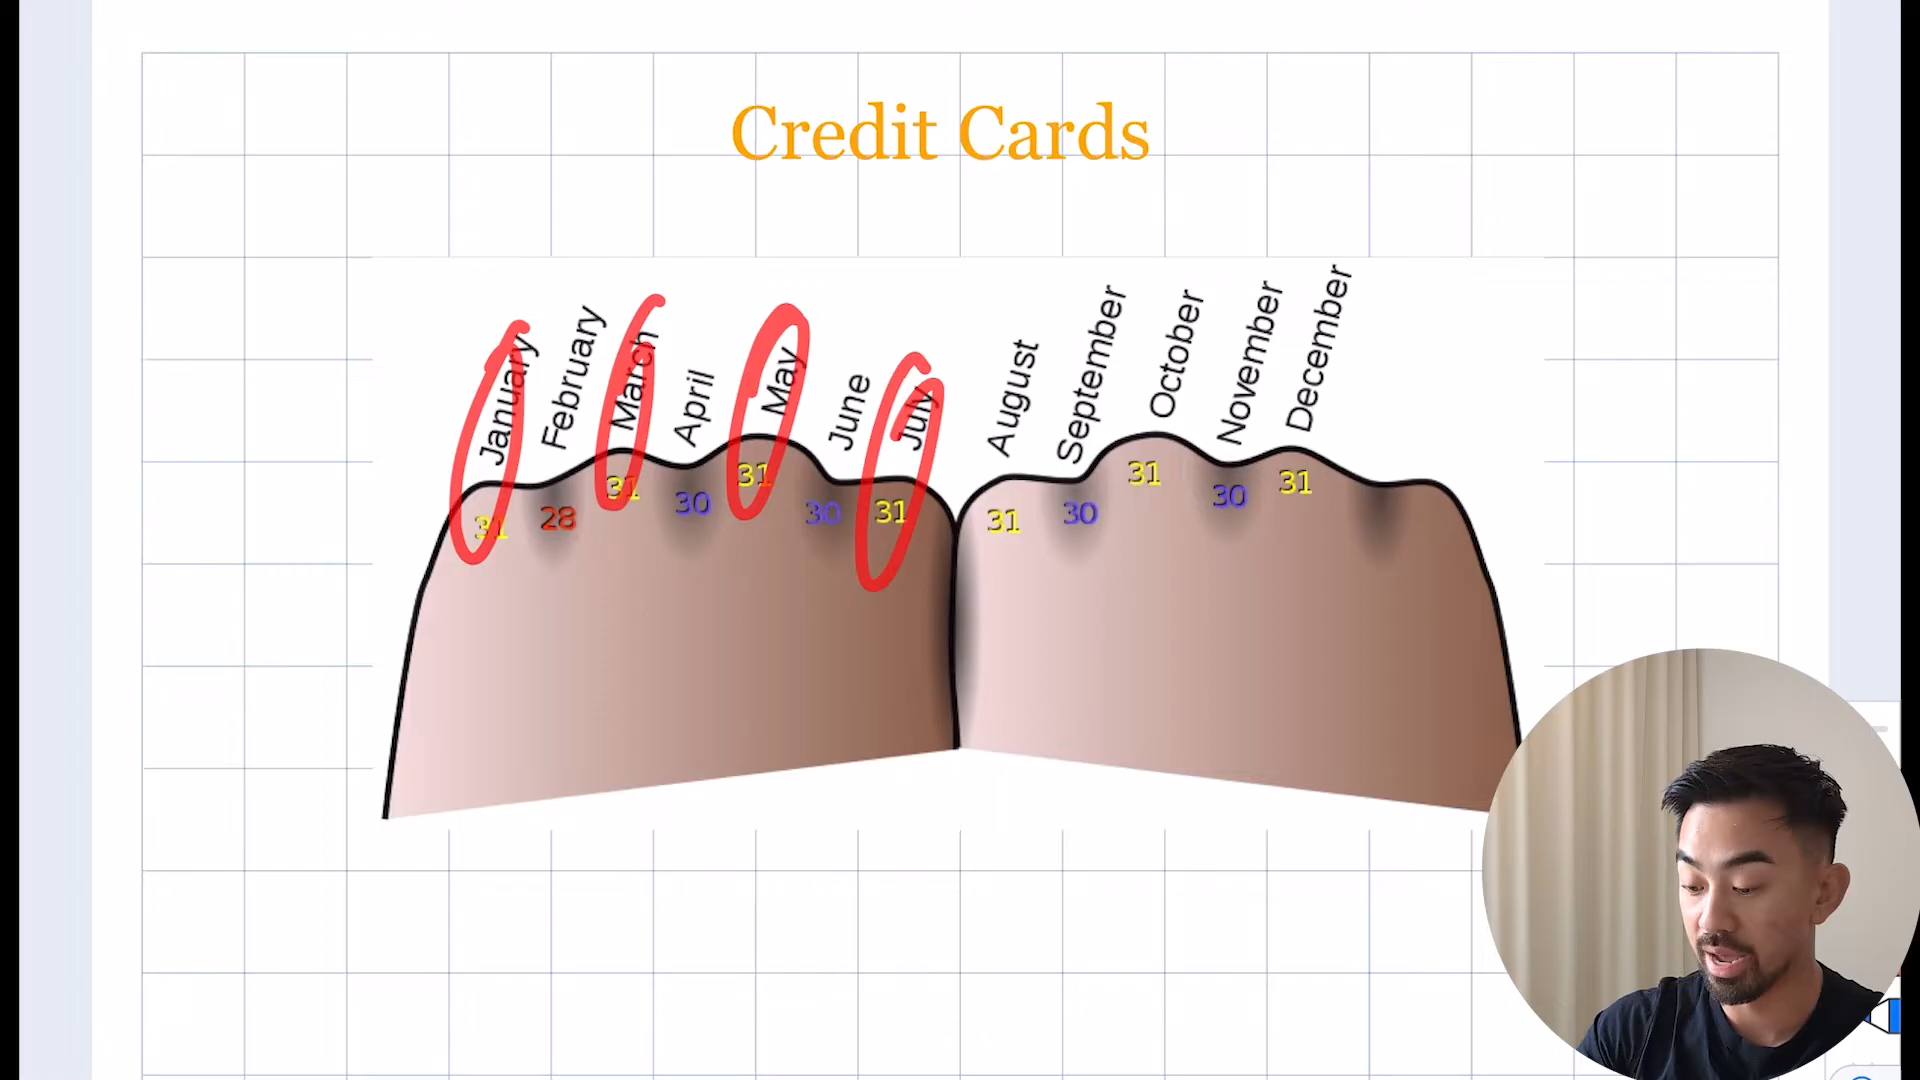 Credit Cards
January
February
March
April
May
June
July
August
September
October
November
December
31
28
31
30
31
30
31
31
30
31
30
31